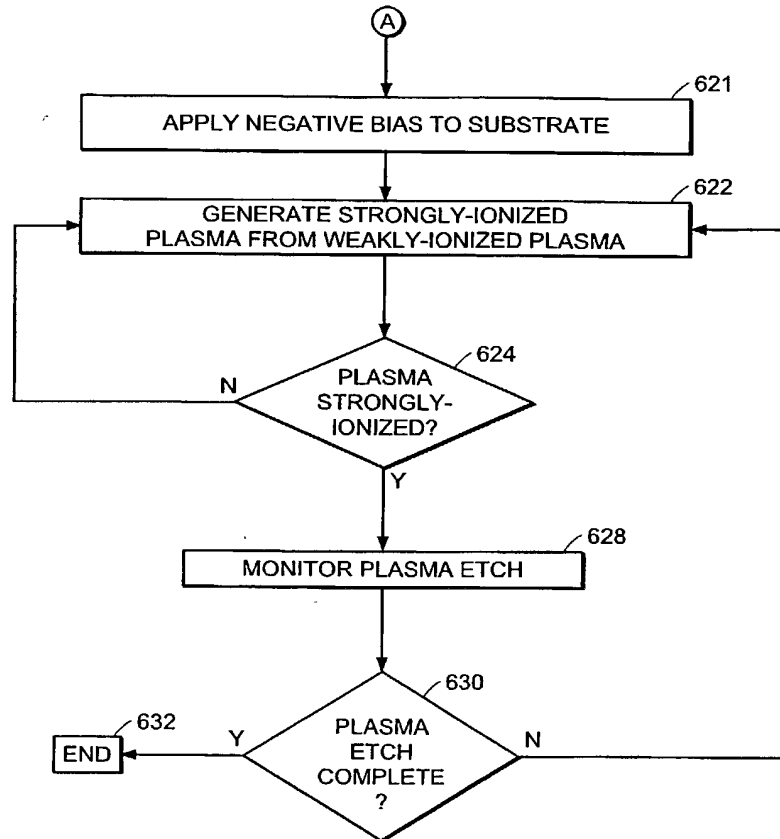 A
621
APPLY NEGATIVE BIAS TO SUBSTRATE
622
GENERATE STRONGLY-IONIZED
PLASMA FROM WEAKLY-IONIZED PLASMA
624
N
PLASMA
STRONGLY-
IONIZED?
Y
628
MONITOR PLASMA ETCH
630
632
END
Y
PLASMA
ETCH
COMPLETE
?
N